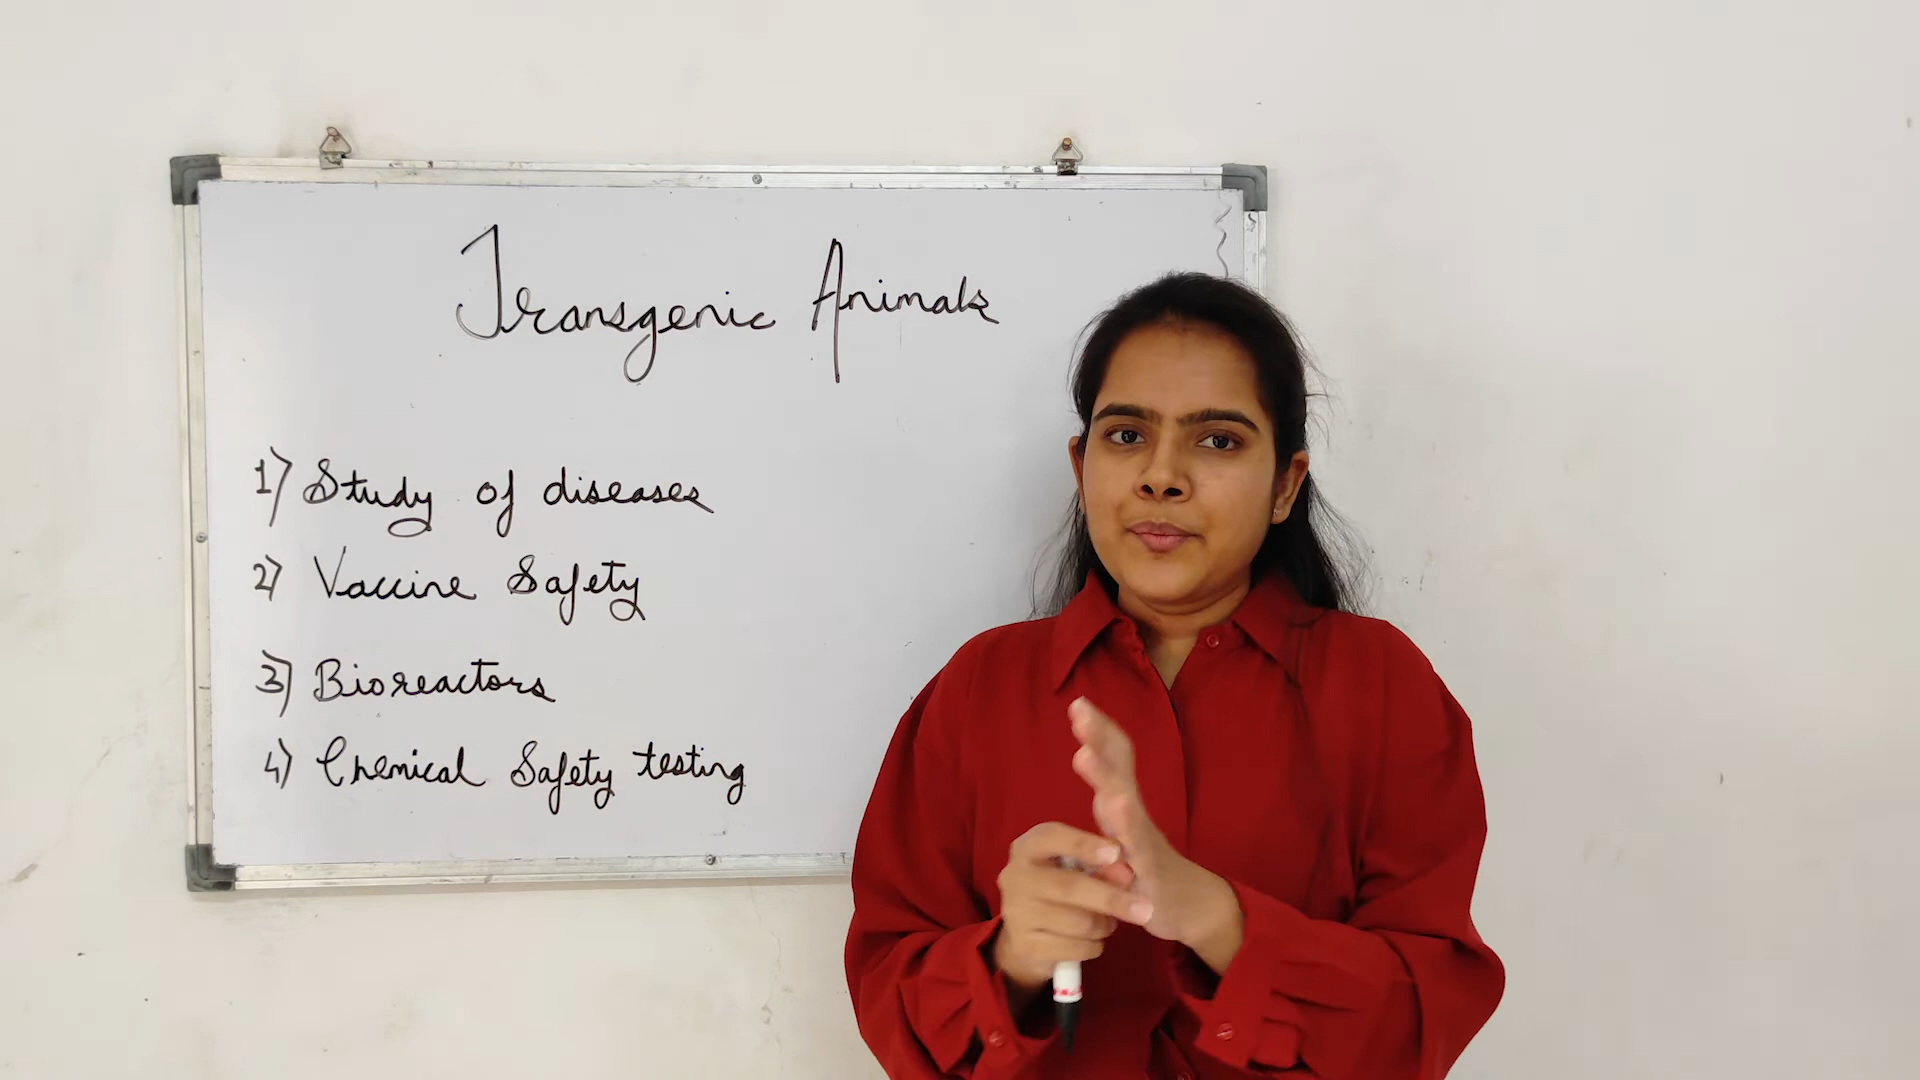 Transgenic Animals
1) Study of diseases
2) Vaccine Safety
3) Bioreactors
4) Chemical Safety testing